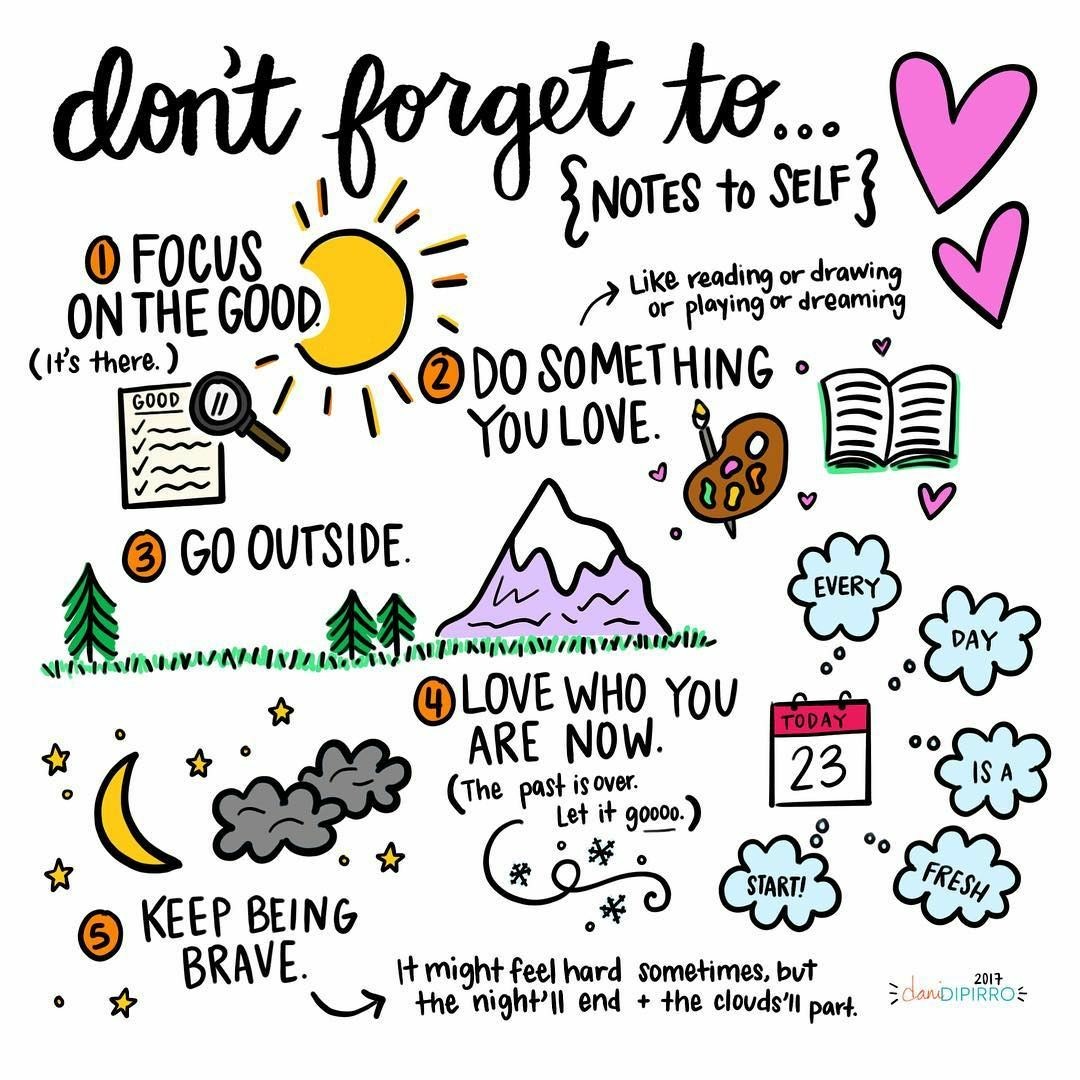 don't forget to...
{NOTES to SELF}
1 FOCUS
ON THE GOOD.
(It's there.)
GOOD
Like reading or drawing
or playing or dreaming
2 DO SOMETHING
YOU LOVE.
3 GO OUTSIDE.
4 LOVE WHO YOU
ARE NOW.
(The past is over.
Let it goooo.)
EVERY
DAY
IS A
FRESH
START!
TODAY
23
5 KEEP BEING
BRAVE.
It might feel hard sometimes, but
the night'll end + the clouds'll part.
2017
daniDIPIRRO